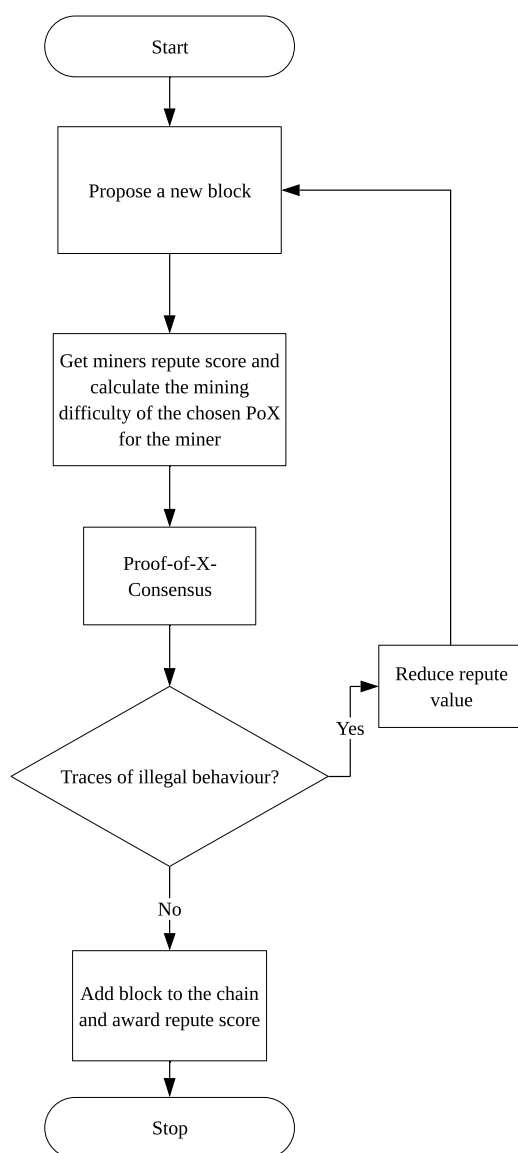 Start
Propose a new block
Get miners repute score and
calculate the mining
difficulty of the chosen PoX
for the miner
Proof-of-X-
Consensus
Reduce repute
value
Yes
Traces of illegal behaviour?
No
Add block to the chain
and award repute score
Stop